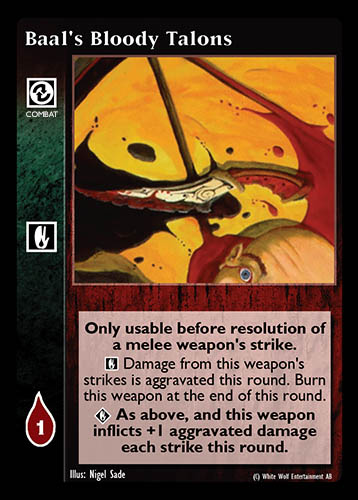 Baal's Bloody Talons
COMBAT
Only usable before resolution of
a melee weapon's strike.
Damage from this weapon's
strikes is aggravated this round. Burn
this weapon at the end of this round.
As above, and this weapon
inflicts +1 aggravated damage
each strike this round.
1
Illus: Nigel Sade
(C) White Wolf Entertainment AB